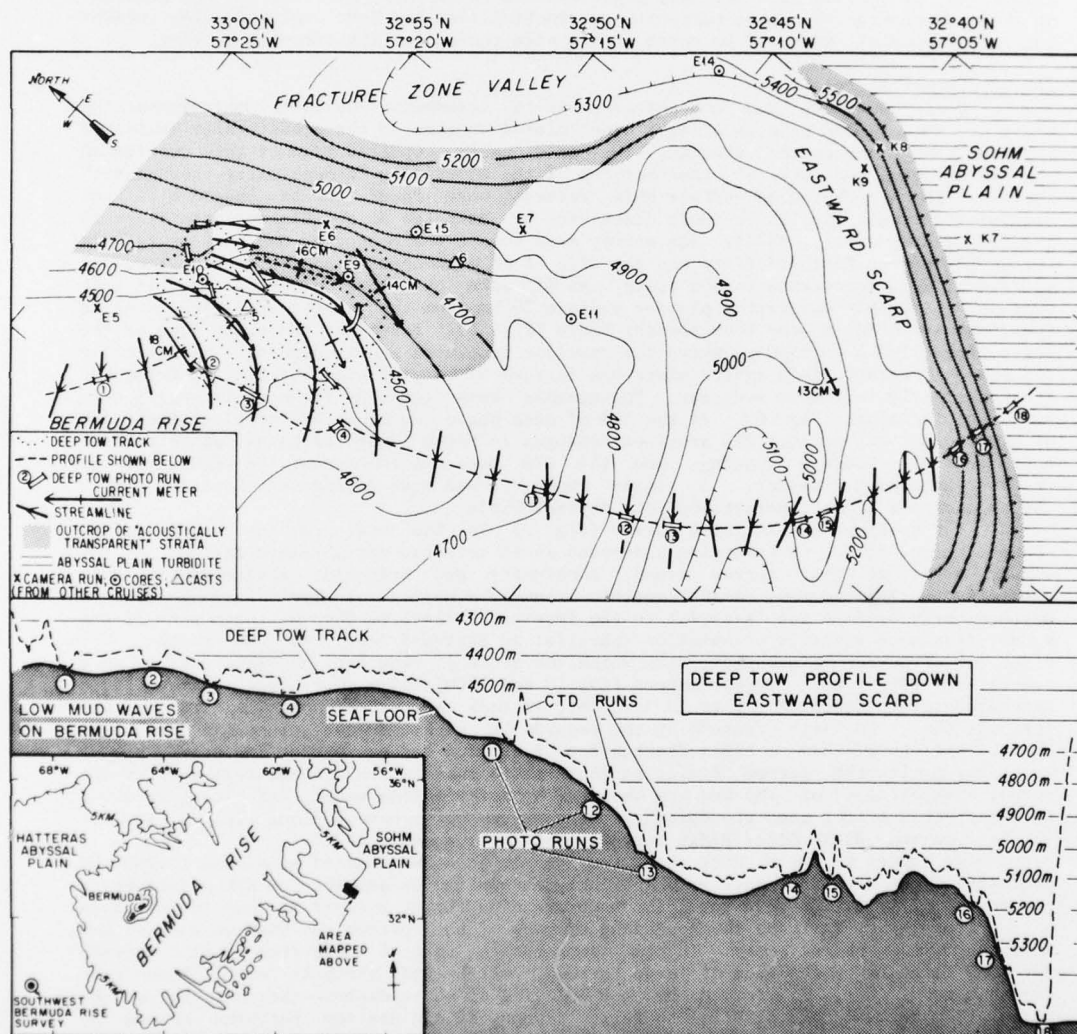 33°00'N 32°55'N 32°50'N 32°45'N 32°40'N
57°25'W 57°20'W 57°15'W 57°10'W 57°05'W
NORTH
E
W
S
FRACTURE ZONE VALLEY
E14
5300
5400
5500
5200
5100
5000
4700
4600
4500
E5
E10
5
E6
16CM
E9
E15
14CM
6
E7
4700
4500
E11
4900
4900
5000
EASTWARD SCARP
K8
K9
SOHM
ABYSSAL
PLAIN
K7
18
CM
1
2
3
4
11
12
13
14
15
16
17
18
13CM
4600
4700
4800
5100
5000
5200
BERMUDA RISE
DEEP TOW TRACK
PROFILE SHOWN BELOW
2 DEEP TOW PHOTO RUN
CURRENT METER
STREAMLINE
OUTCROP OF "ACOUSTICALLY
TRANSPARENT" STRATA
ABYSSAL PLAIN TURBIDITE
X CAMERA RUN; ⊙ CORES; △ CASTS
(FROM OTHER CRUISES)
4300m
DEEP TOW TRACK
4400m
4500m
DEEP TOW PROFILE DOWN
EASTWARD SCARP
CTD RUNS
1
2
3
4
LOW MUD WAVES
ON BERMUDA RISE
SEAFLOOR
11
4700m
4800m
12
4900m
PHOTO RUNS
5000m
13
14
15
5100m
16
5200
17
5300
18
68°W 64°W 60°W 56°W
36°N
5KM
HATTERAS
ABYSSAL
PLAIN
5KM
SOHM
ABYSSAL
PLAIN
BERMUDA
BERMUDA RISE
32°N
AREA
MAPPED
ABOVE
N
5KM
SOUTHWEST
BERMUDA RISE
SURVEY